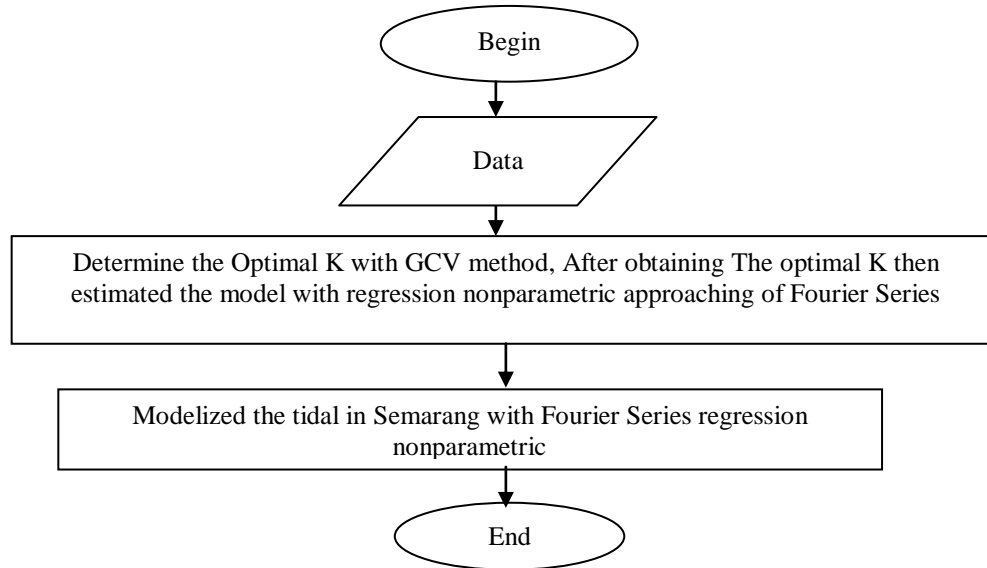 Begin
Data
Determine the Optimal K with GCV method, After obtaining The optimal K then
estimated the model with regression nonparametric approaching of Fourier Series
Modelized the tidal in Semarang with Fourier Series regression
nonparametric
End